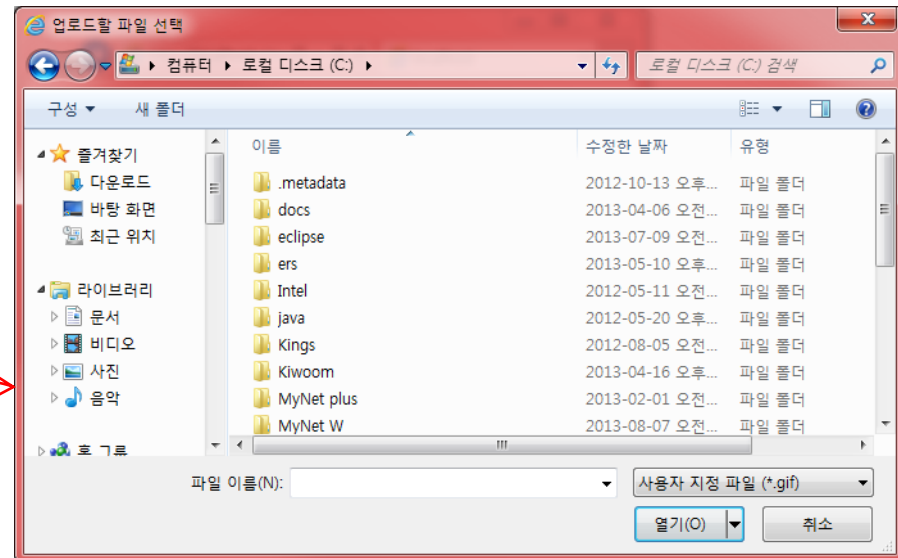 업로드할 파일 선택
컴퓨터 로컬 디스크 (C:)
로컬 디스크 (C:) 검색
구성 새 폴더
즐겨찾기
다운로드
바탕 화면
최근 위치
라이브러리
문서
비디오
사진
음악
홈 그룹
이름 수정한 날짜 유형
.metadata 2012-10-13 오후... 파일 폴더
docs 2013-04-06 오전... 파일 폴더
eclipse 2013-07-09 오전... 파일 폴더
ers 2013-05-10 오후... 파일 폴더
Intel 2012-05-11 오전... 파일 폴더
java 2012-05-20 오후... 파일 폴더
Kings 2012-08-05 오전... 파일 폴더
Kiwoom 2013-04-16 오후... 파일 폴더
MyNet plus 2013-02-01 오전... 파일 폴더
MyNet W 2013-08-07 오전... 파일 폴더
파일 이름(N): 사용자 지정 파일 (*.gif)
열기(O) 취소